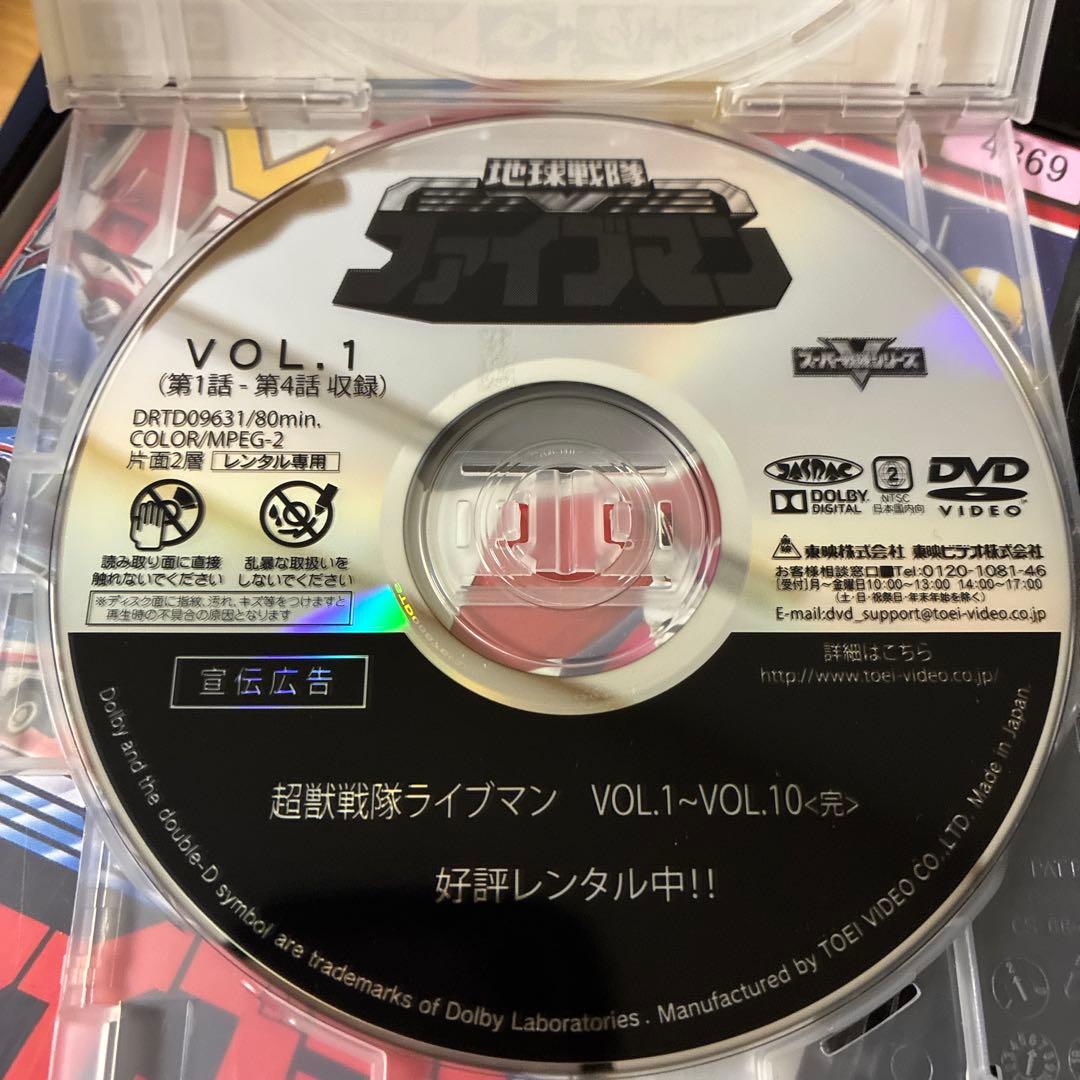 4269
地球戦隊
ファイブマン
VOL.1
(第1話 - 第4話 収録)
スーパー戦隊シリーズ
DRTD09631/80min.
COLOR/MPEG-2
片面2層 レンタル専用
読み取り面に直接
触れないでください
乱暴な取扱いを
しないでください
※ディスク面に指紋、汚れ、キズ等をつけますと
再生時の不具合の原因となります
JASRAC
DOLBY
DIGITAL
2
NTSC
日本国内向
DVD
VIDEO
東映株式会社 東映ビデオ株式会社
お客様相談窓口 Tel:0120-1081-46
[受付]月~金曜日10:00~13:00 14:00~17:00
(土・日・祝祭日・年末年始を除く)
E-mail:dvd_support@toei-video.co.jp
宣伝広告
詳細はこちら
http://www.toei-video.co.jp/
超獣戦隊ライブマン VOL.1~VOL.10<完>
好評レンタル中!!
Dolby and the double-D symbol are trademarks of Dolby Laboratories. Manufactured by TOEI VIDEO CO.,LTD. Made in Japan.